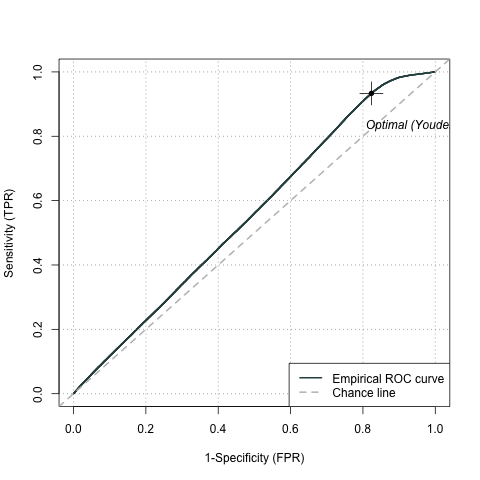 1.0
0.8
0.6
0.4
0.2
0.0
Sensitivity (TPR)
Optimal (Youde
Empirical ROC curve
Chance line
0.0 0.2 0.4 0.6 0.8 1.0
1-Specificity (FPR)